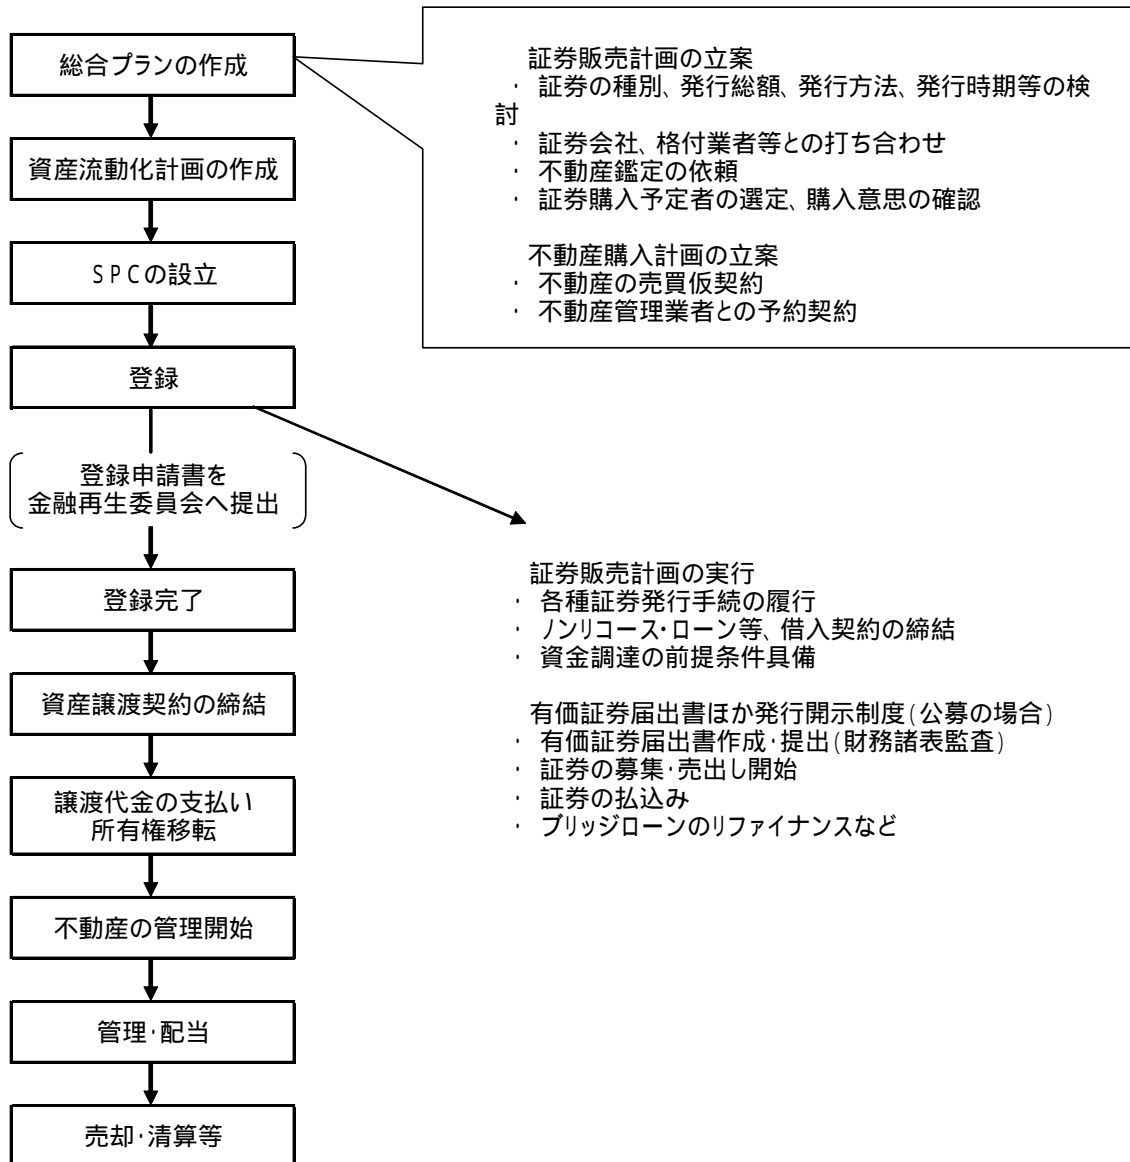 総合プランの作成
証券販売計画の立案
・ 証券の種別、発行総額、発行方法、発行時期等の検
討
・ 証券会社、格付業者等との打ち合わせ
・ 不動産鑑定の依頼
・ 証券購入予定者の選定、購入意思の確認
不動産購入計画の立案
・ 不動産の売買仮契約
・ 不動産管理業者との予約契約
資産流動化計画の作成
SPCの設立
登録
登録申請書を
金融再生委員会へ提出
証券販売計画の実行
・ 各種証券発行手続の履行
・ ノンリコース・ローン等、借入契約の締結
・ 資金調達の前提条件具備
有価証券届出書ほか発行開示制度(公募の場合)
・ 有価証券届出書作成・提出(財務諸表監査)
・ 証券の募集・売出し開始
・ 証券の払込み
・ ブリッジローンのリファイナンスなど
登録完了
資産譲渡契約の締結
譲渡代金の支払い
所有権移転
不動産の管理開始
管理・配当
売却・清算等